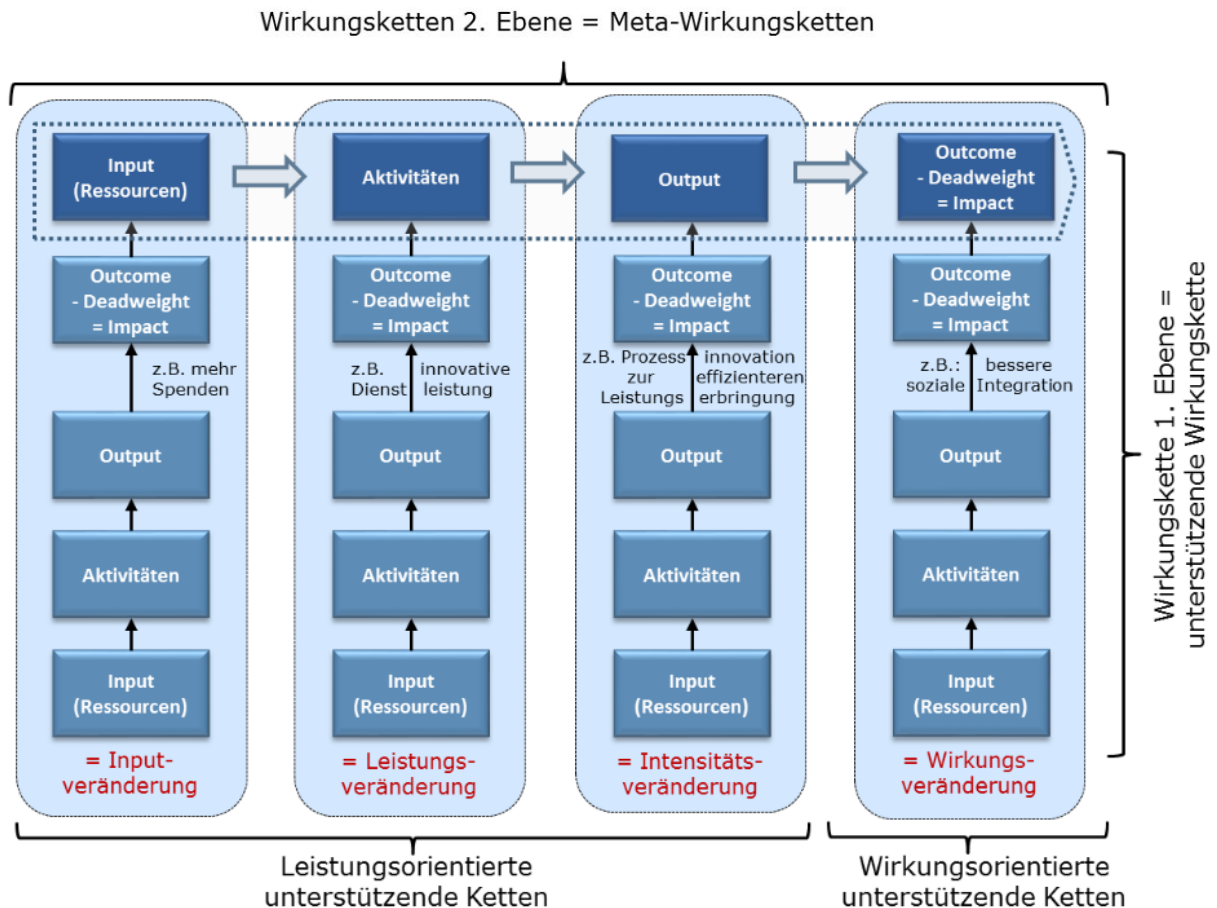 Wirkungsketten 2. Ebene = Meta-Wirkungsketten
Input
(Ressourcen)
Aktivitäten
Output
Outcome
- Deadweight
= Impact
Outcome
- Deadweight
= Impact
Outcome
- Deadweight
= Impact
Outcome
- Deadweight
= Impact
Outcome
- Deadweight
= Impact
z.B. mehr
Spenden
z.B. innovative
Dienst leistung
z.B. Prozess innovation
zur effizienteren
Leistungs erbringung
z.B.: bessere
soziale Integration
Output
Output
Output
Output
Aktivitäten
Aktivitäten
Aktivitäten
Aktivitäten
Input
(Ressourcen)
Input
(Ressourcen)
Input
(Ressourcen)
Input
(Ressourcen)
= Input-
veränderung
= Leistungs-
veränderung
= Intensitäts-
veränderung
= Wirkungs-
veränderung
Wirkungskette 1. Ebene =
unterstützende Wirkungskette
Leistungsorientierte
unterstützende Ketten
Wirkungsorientierte
unterstützende Ketten